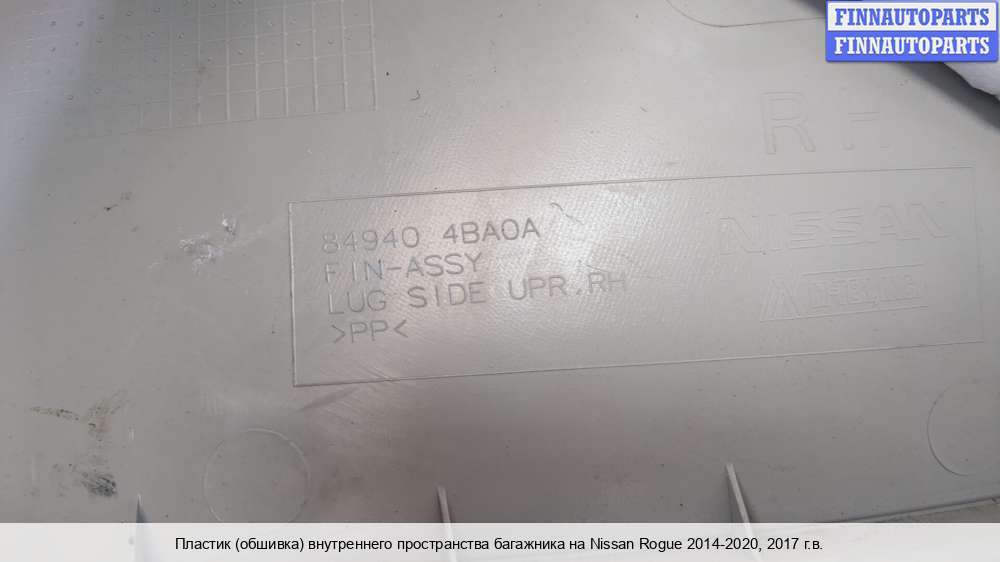 FINNAUTOPARTS
FINNAUTOPARTS
RH
84940 4BA0A
FIN-ASSY
LUG SIDE UPR,RH
>PP<
NISSAN
Пластик (обшивка) внутреннего пространства багажника на Nissan Rogue 2014-2020, 2017 г.в.